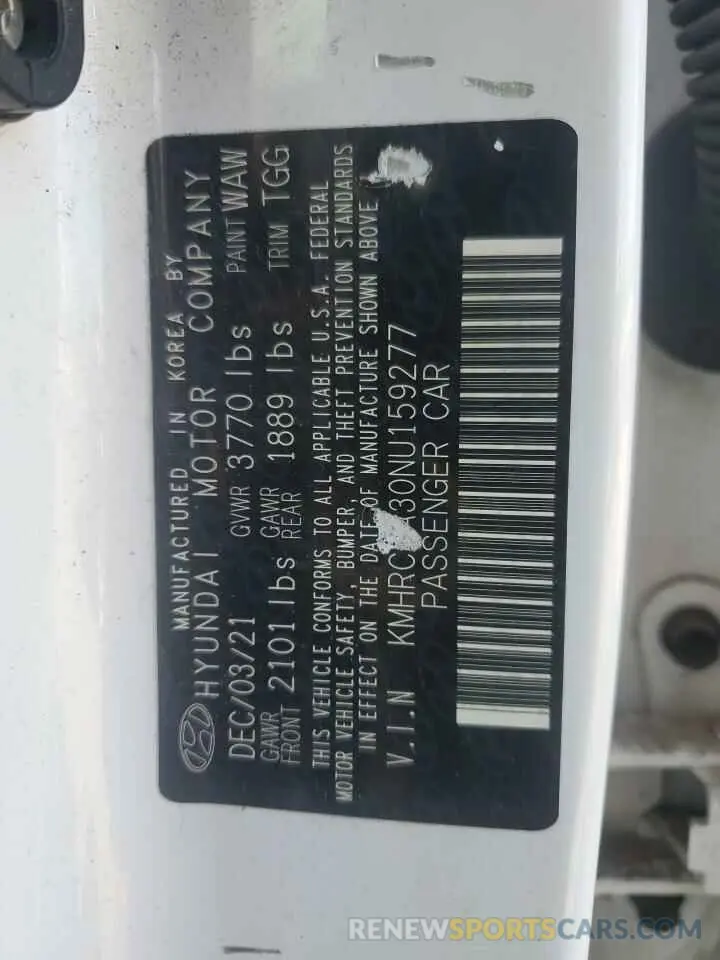 MANUFACTURED IN KOREA BY
HYUNDAI MOTOR COMPANY
DEC/03/21 GVWR 3770 lbs PAINT WAW
GAWR FRONT 2101 lbs GAWR REAR 1889 lbs TRIM TGG
THIS VEHICLE CONFORMS TO ALL APPLICABLE U.S.A. FEDERAL
MOTOR VEHICLE SAFETY, BUMPER, AND THEFT PREVENTION STANDARDS
IN EFFECT ON THE DATE OF MANUFACTURE SHOWN ABOVE
V.I.N KMHRC A30NU159277
PASSENGER CAR
RENEWSPORTSCARS.COM